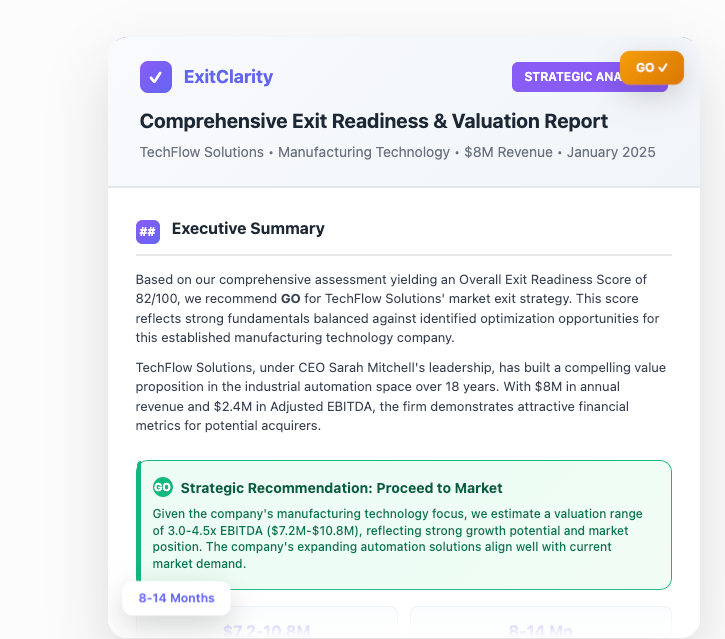 ExitClarity
STRATEGIC ANA
GO ✓
Comprehensive Exit Readiness & Valuation Report
TechFlow Solutions • Manufacturing Technology • $8M Revenue • January 2025
## Executive Summary
Based on our comprehensive assessment yielding an Overall Exit Readiness Score of
82/100, we recommend GO for TechFlow Solutions' market exit strategy. This score
reflects strong fundamentals balanced against identified optimization opportunities for
this established manufacturing technology company.
TechFlow Solutions, under CEO Sarah Mitchell's leadership, has built a compelling value
proposition in the industrial automation space over 18 years. With $8M in annual
revenue and $2.4M in Adjusted EBITDA, the firm demonstrates attractive financial
metrics for potential acquirers.
GO Strategic Recommendation: Proceed to Market
Given the company's manufacturing technology focus, we estimate a valuation range
of 3.0-4.5x EBITDA ($7.2M-$10.8M), reflecting strong growth potential and market
position. The company's expanding automation solutions align well with current
market demand.
8-14 Months
$7.2-10.8M
8-14 Mo